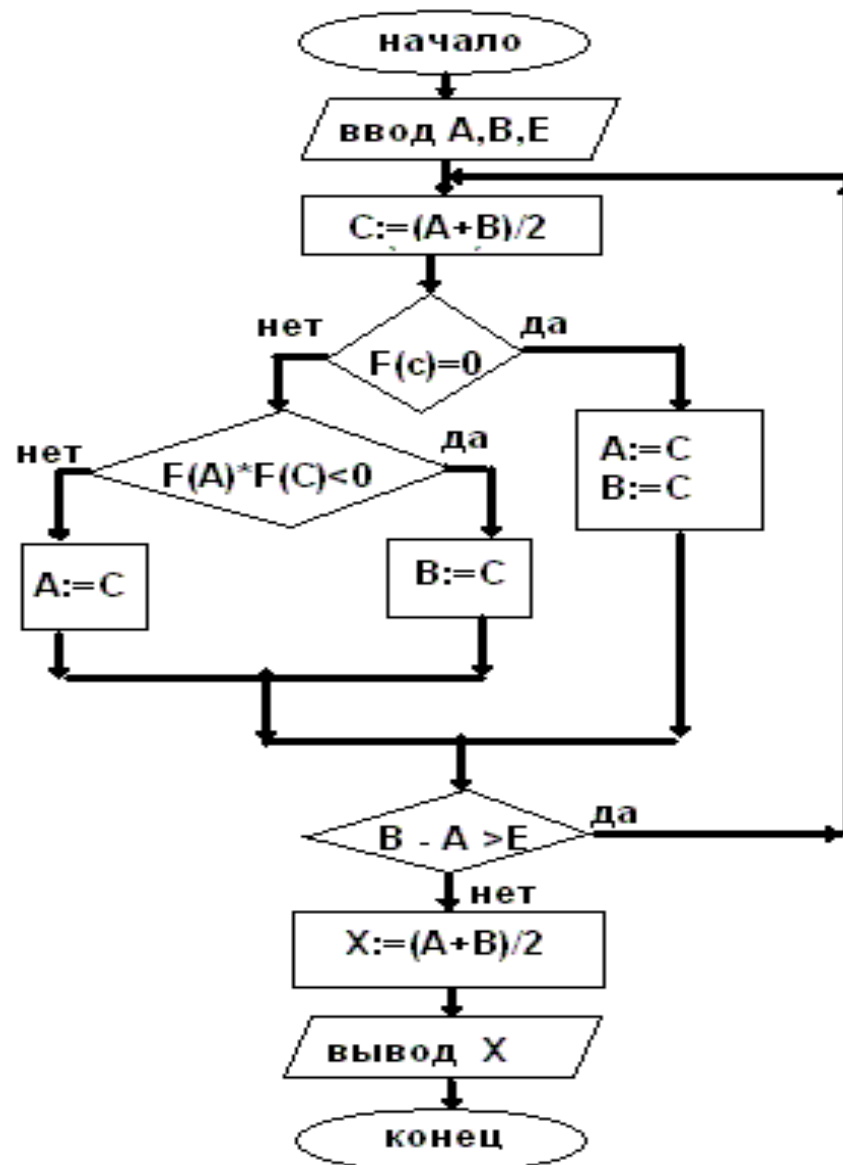 начало
ввод A,B,E
C:=(A+B)/2
нет
да
F(c)=0
нет
да
F(A)*F(C)<0
A:=C
B:=C
A:=C
B:=C
B - A >E
да
нет
X:=(A+B)/2
вывод X
конец